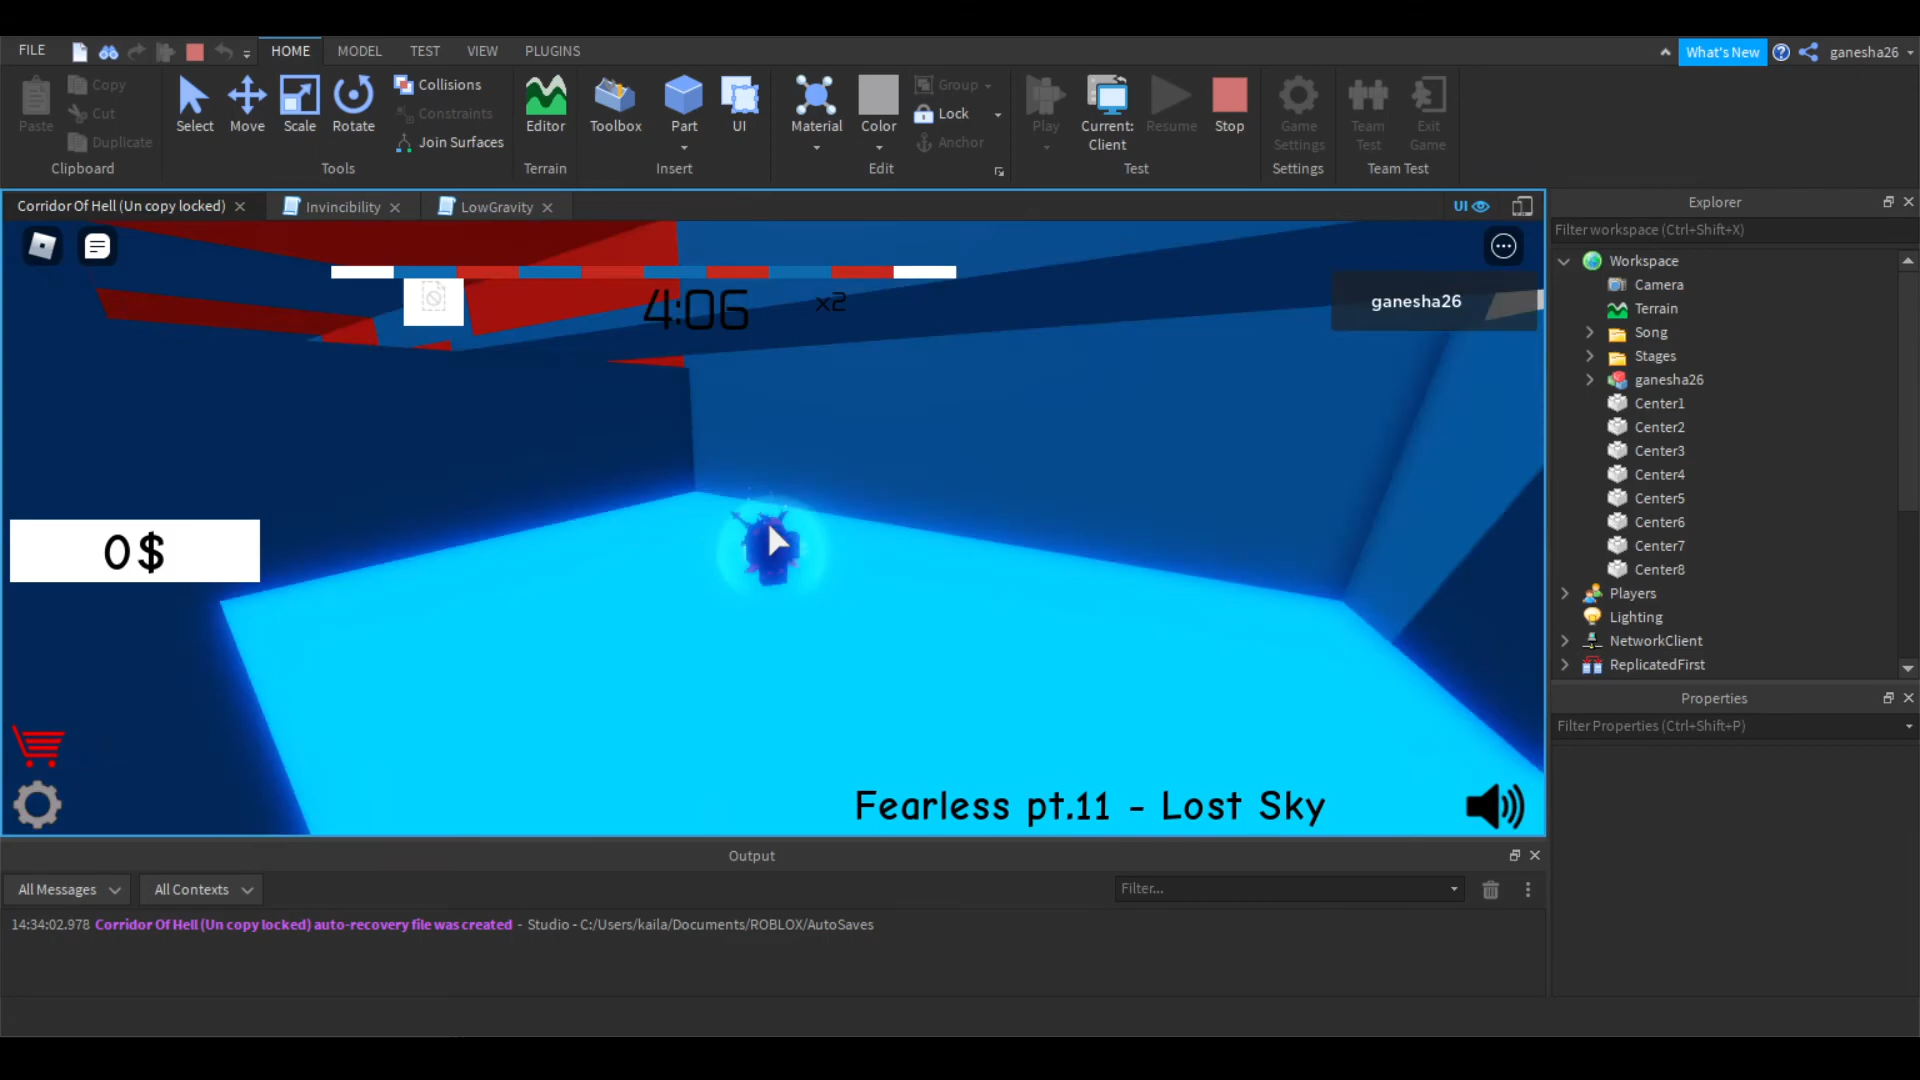 FILE HOME MODEL TEST VIEW PLUGINS What's New ganesha26
Paste Copy Cut Duplicate Clipboard
Select Move Scale Rotate Collisions Constraints Join Surfaces Tools
Editor Terrain
Toolbox Part UI Insert
Material Color Group Lock Anchor Edit
Play Current: Client Resume Stop Test
Game Settings Settings
Team Test Exit Game Team Test
Corridor Of Hell (Un copy locked) Invincibility LowGravity UI
4:06 x2
ganesha26
0$
Fearless pt.11 - Lost Sky
Explorer
Filter workspace (Ctrl+Shift+X)
Workspace
Camera
Terrain
Song
Stages
ganesha26
Center1
Center2
Center3
Center4
Center5
Center6
Center7
Center8
Players
Lighting
NetworkClient
ReplicatedFirst
Properties
Filter Properties (Ctrl+Shift+P)
Output
All Messages All Contexts Filter...
14:34:02.978 Corridor Of Hell (Un copy locked) auto-recovery file was created - Studio - C:/Users/kaila/Documents/ROBLOX/AutoSaves